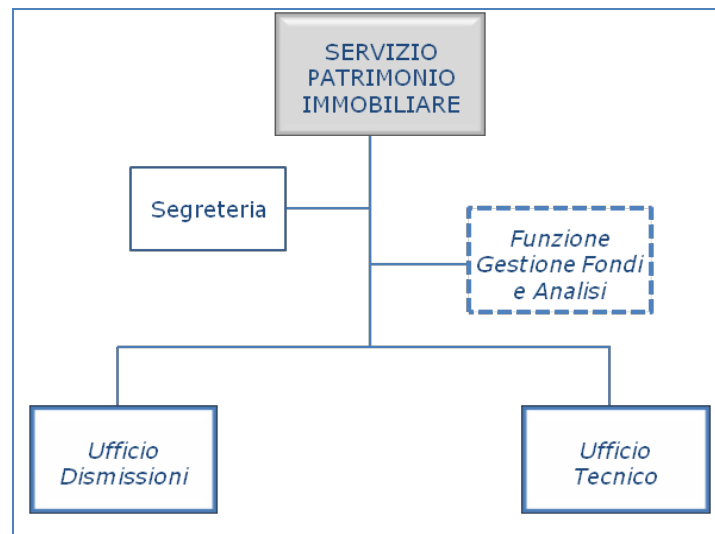 SERVIZIO
PATRIMONIO
IMMOBILIARE
Segreteria
Funzione
Gestione Fondi
e Analisi
Ufficio
Dismissioni
Ufficio
Tecnico